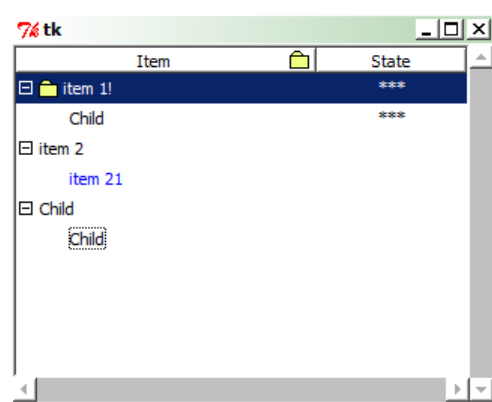 tk
Item State
item 1! ***
Child ***
item 2
item 21
Child
Child